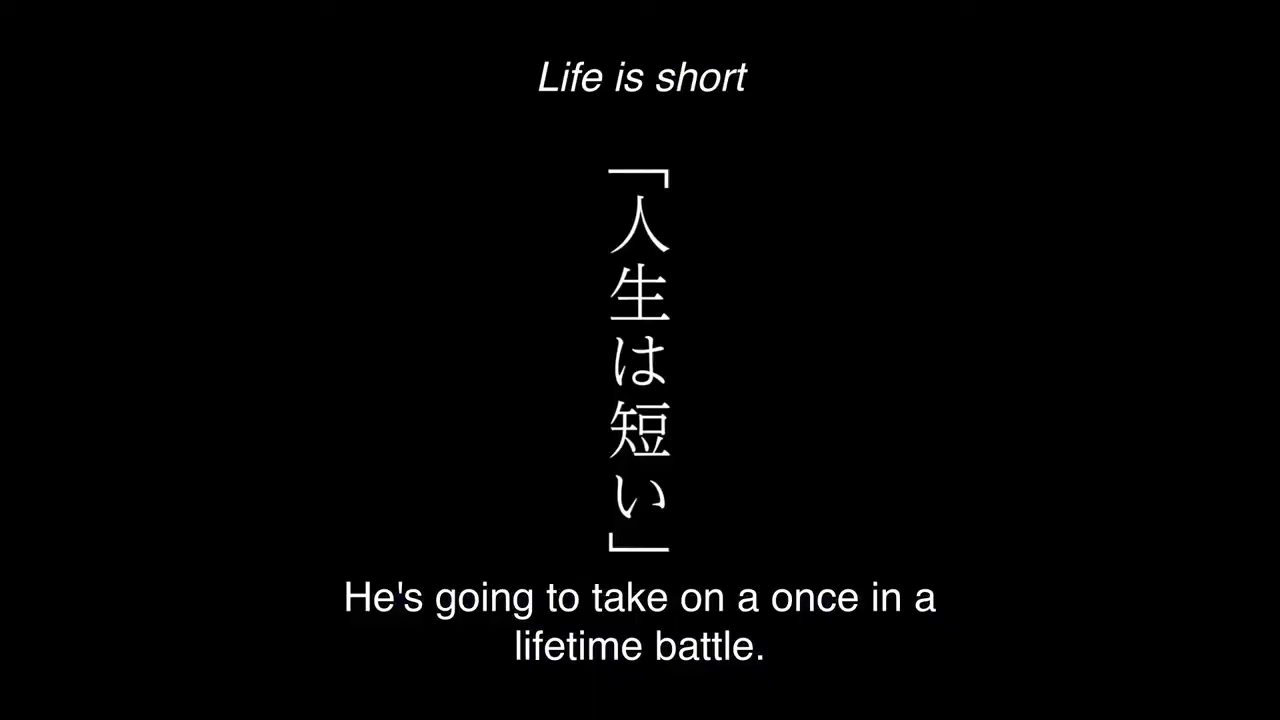 Life is short
「人生は短い」
He's going to take on a once in a
lifetime battle.